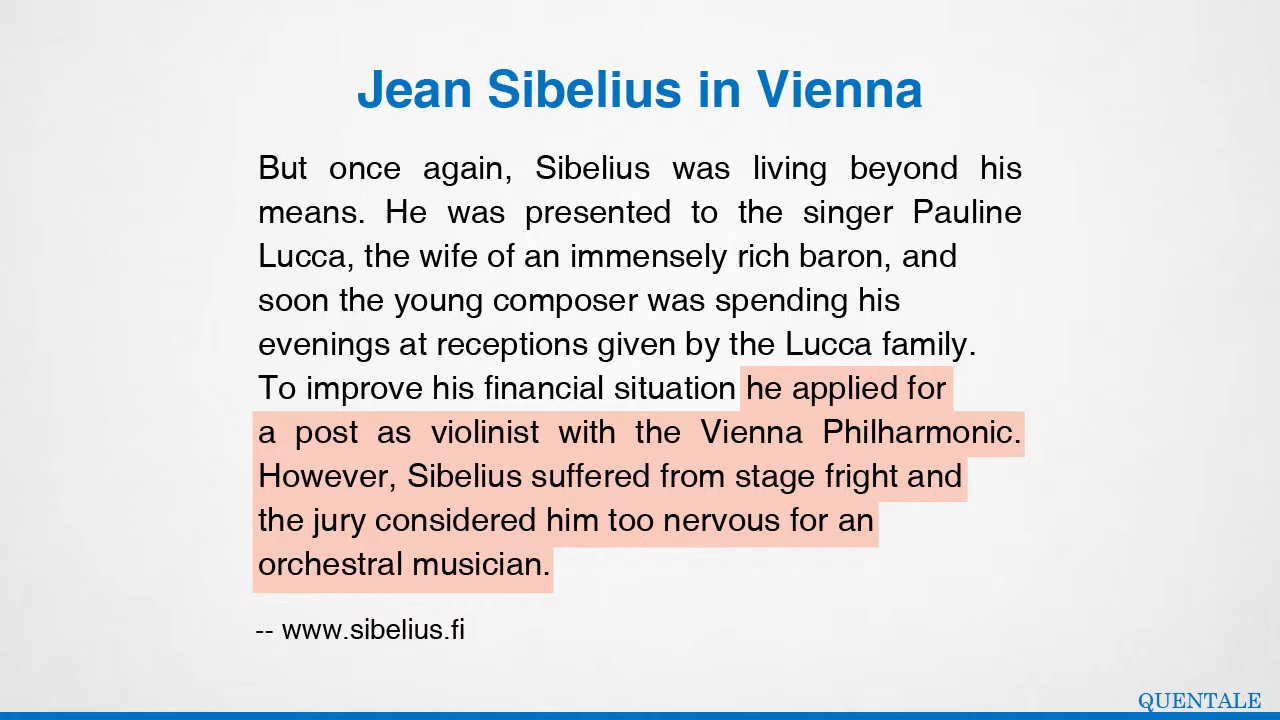 Jean Sibelius in Vienna
But once again, Sibelius was living beyond his
means. He was presented to the singer Pauline
Lucca, the wife of an immensely rich baron, and
soon the young composer was spending his
evenings at receptions given by the Lucca family.
To improve his financial situation he applied for
a post as violinist with the Vienna Philharmonic.
However, Sibelius suffered from stage fright and
the jury considered him too nervous for an
orchestral musician.
-- www.sibelius.fi
QUENTALE